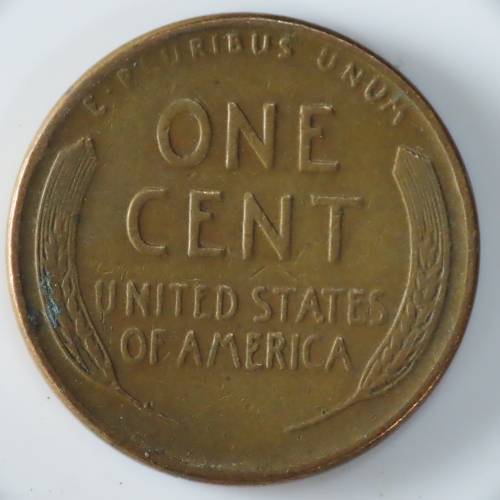 E·PLURIBUS UNUM
ONE
CENT
UNITED STATES
OF AMERICA